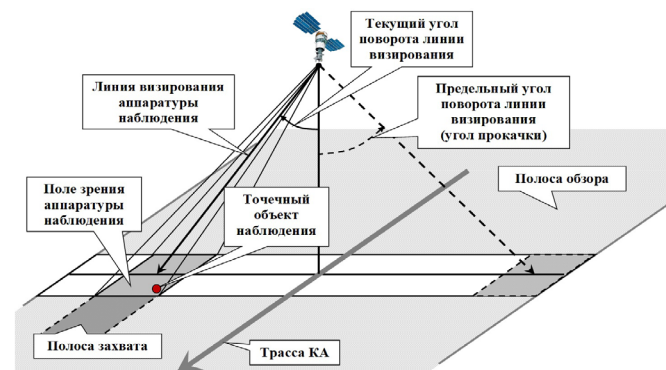 Текущий угол
поворота линии
визирования
Линия визирования
аппаратуры
наблюдения
Предельный угол
поворота линии
визирования
(угол прокачки)
Поле зрения
аппаратуры
наблюдения
Точечный
объект
наблюдения
Полоса обзора
Полоса захвата
Трасса КА